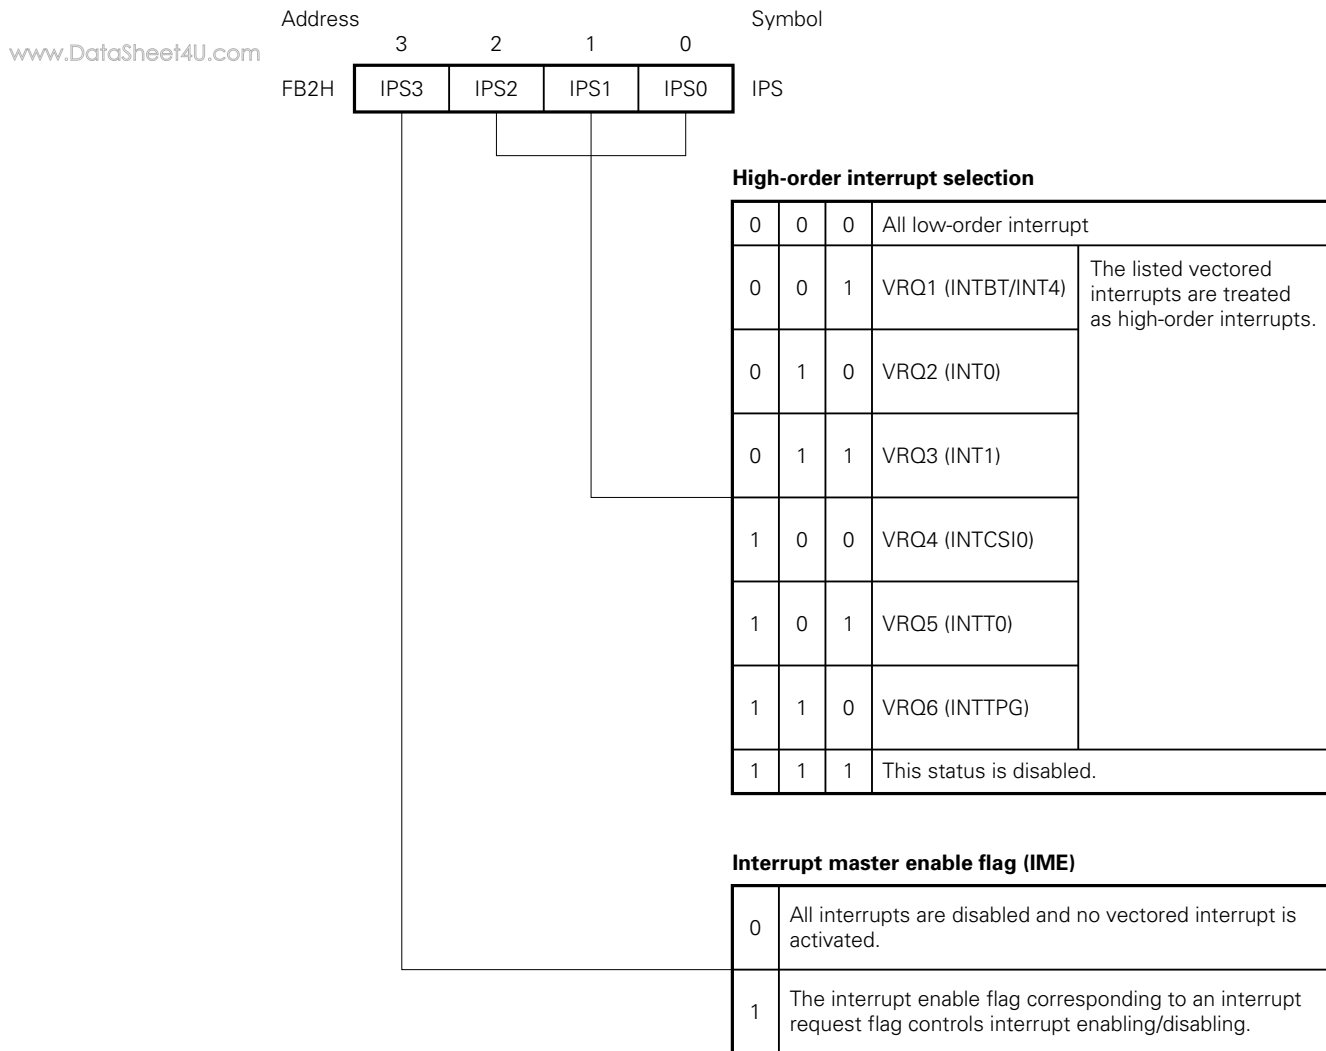 Address Symbol
www.DataSheet4U.com
3 2 1 0
FB2H IPS3 IPS2 IPS1 IPS0 IPS
High-order interrupt selection
0 0 0 All low-order interrupt
0 0 1 VRQ1 (INTBT/INT4)
The listed vectored
interrupts are treated
as high-order interrupts.
0 1 0 VRQ2 (INT0)
0 1 1 VRQ3 (INT1)
1 0 0 VRQ4 (INTCSI0)
1 0 1 VRQ5 (INTT0)
1 1 0 VRQ6 (INTTPG)
1 1 1 This status is disabled.
Interrupt master enable flag (IME)
0 All interrupts are disabled and no vectored interrupt is
activated.
1 The interrupt enable flag corresponding to an interrupt
request flag controls interrupt enabling/disabling.